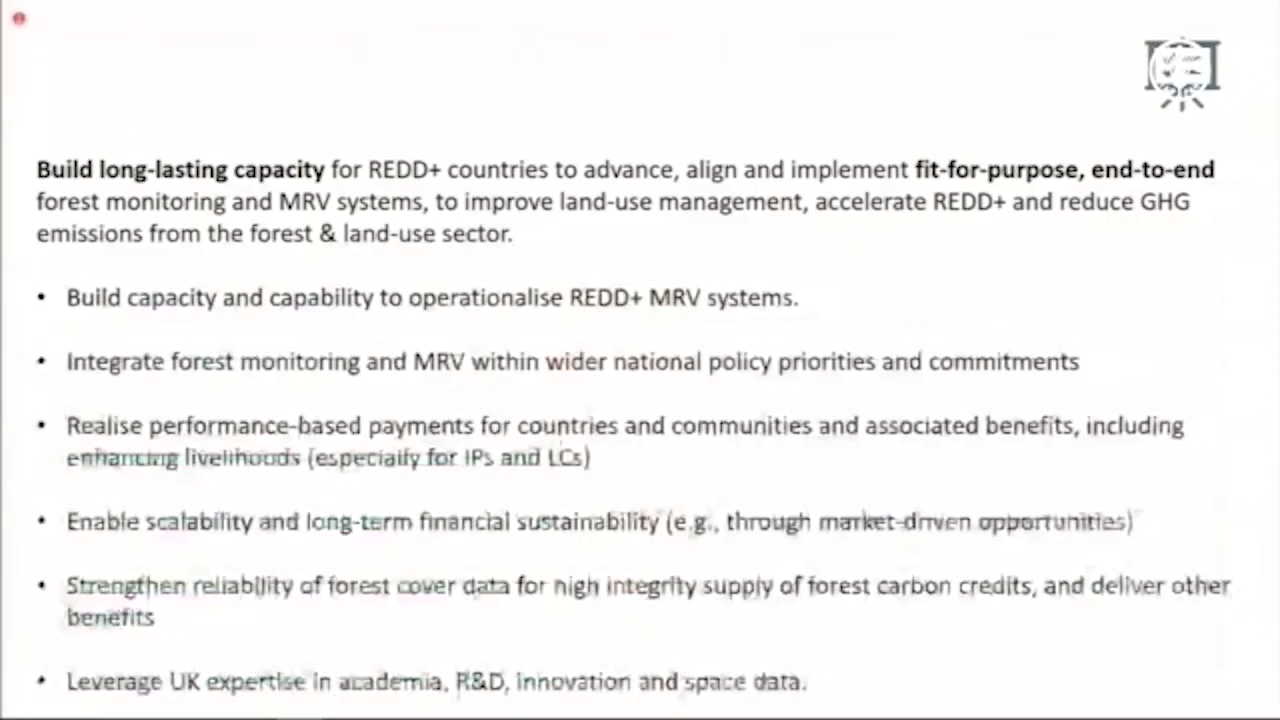 Build long-lasting capacity for REDD+ countries to advance, align and implement fit-for-purpose, end-to-end
forest monitoring and MRV systems, to improve land-use management, accelerate REDD+ and reduce GHG
emissions from the forest & land-use sector.
• Build capacity and capability to operationalise REDD+ MRV systems.
• Integrate forest monitoring and MRV within wider national policy priorities and commitments
• Realise performance-based payments for countries and communities and associated benefits, including
enhancing livelihoods (especially for IPs and LCs)
• Enable scalability and long-term financial sustainability (e.g., through market-driven opportunities)
• Strengthen reliability of forest cover data for high integrity supply of forest carbon credits, and deliver other
benefits
• Leverage UK expertise in academia, R&D, innovation and space data.